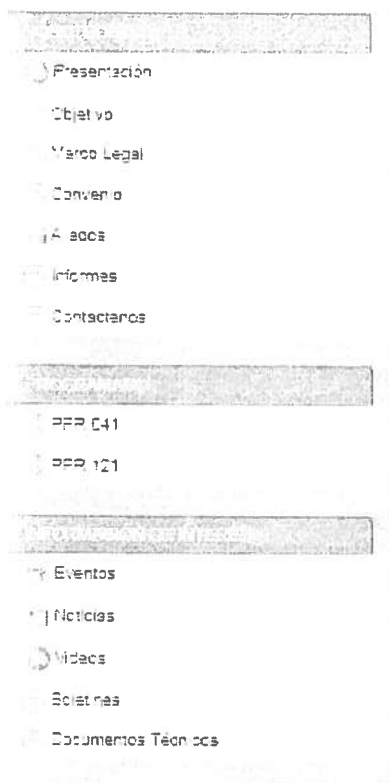 Presentación
Objetivo
Marco Legal
Convenio
Aliados
Informes
Contactenos
PPR 041
PPR 121
Eventos
Noticias
Videos
Boletines
Documentos Técnicos